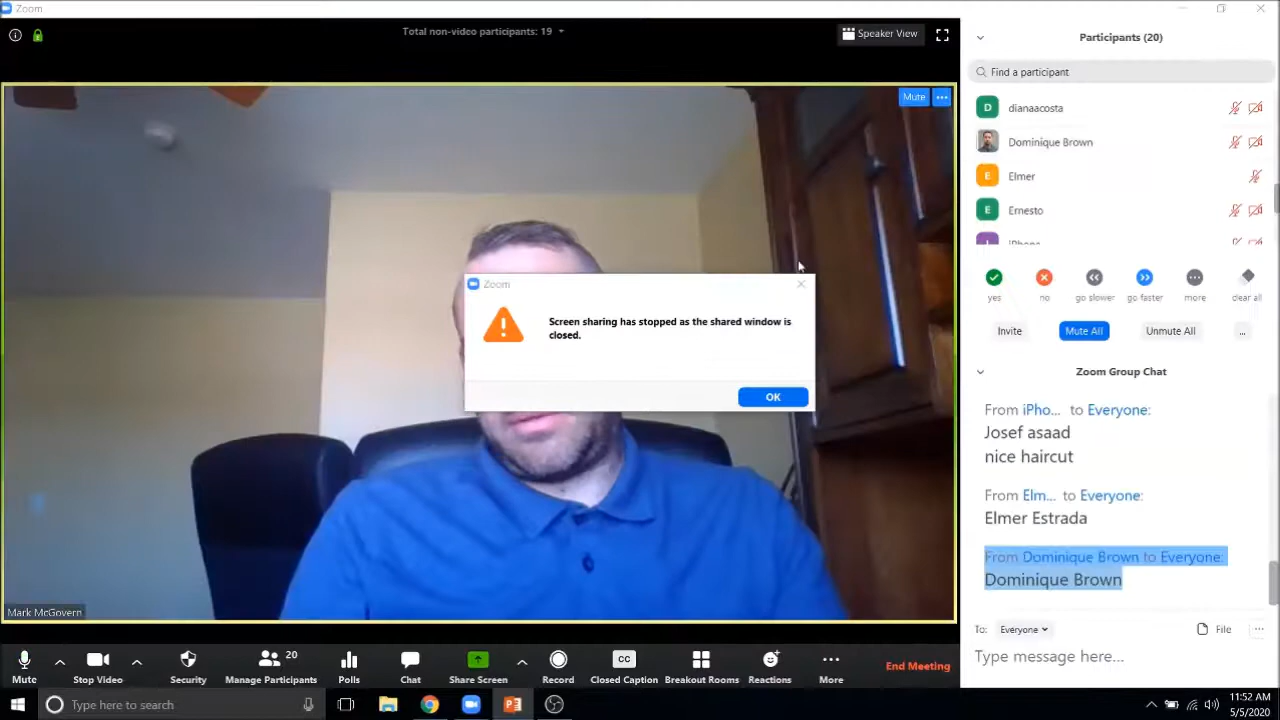 Zoom
Total non-video participants: 19
Speaker View
Participants (20)
Find a participant
Mute
D dianaacosta
Dominique Brown
E Elmer
E Ernesto
iPhone
yes no go slower go faster more clear all
Invite Mute All Unmute All ...
Zoom
Screen sharing has stopped as the shared window is
closed.
OK
Zoom Group Chat
From iPho... to Everyone:
Josef asaad
nice haircut
From Elm... to Everyone:
Elmer Estrada
From Dominique Brown to Everyone:
Dominique Brown
Mark McGovern
To: Everyone File
Type message here...
20
CC
Mute Stop Video Security Manage Participants Polls Chat Share Screen Record Closed Caption Breakout Rooms Reactions More End Meeting
Type here to search
11:52 AM
5/5/2020